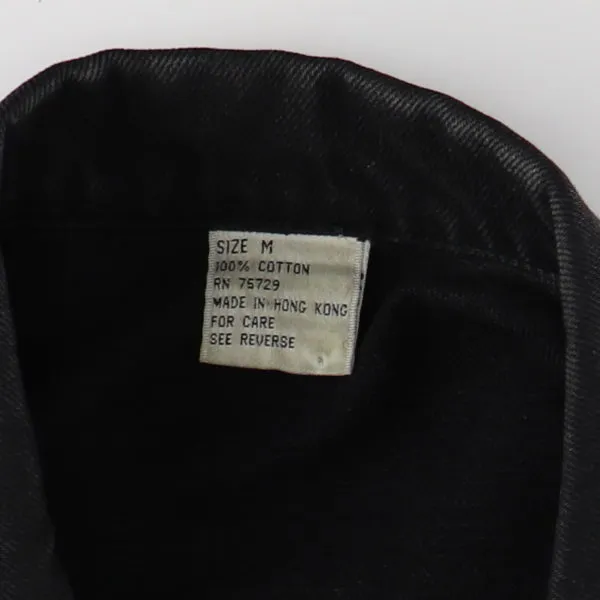 SIZE M
100% COTTON
RN 75729
MADE IN HONG KONG
FOR CARE
SEE REVERSE